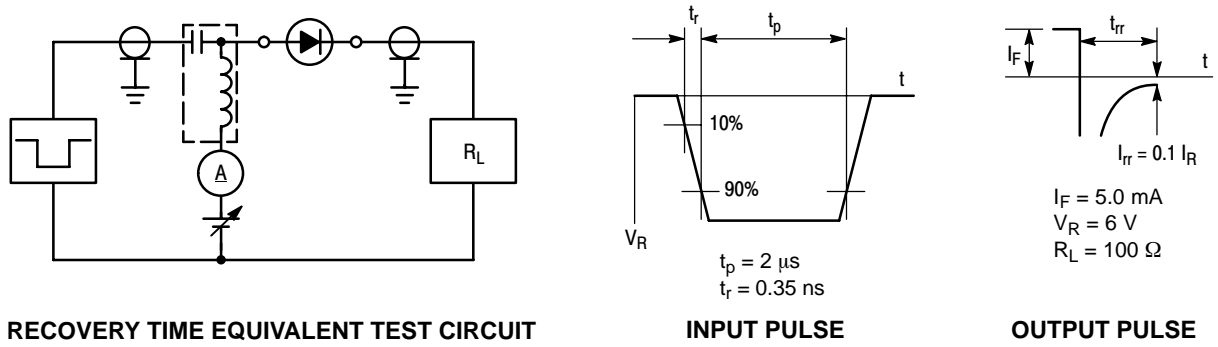 A
R_L
RECOVERY TIME EQUIVALENT TEST CIRCUIT
t_r
t_p
t
10%
90%
V_R
t_p = 2 μs
t_r = 0.35 ns
INPUT PULSE
t_rr
t
I_F
I_rr = 0.1 I_R
I_F = 5.0 mA
V_R = 6 V
R_L = 100 Ω
OUTPUT PULSE